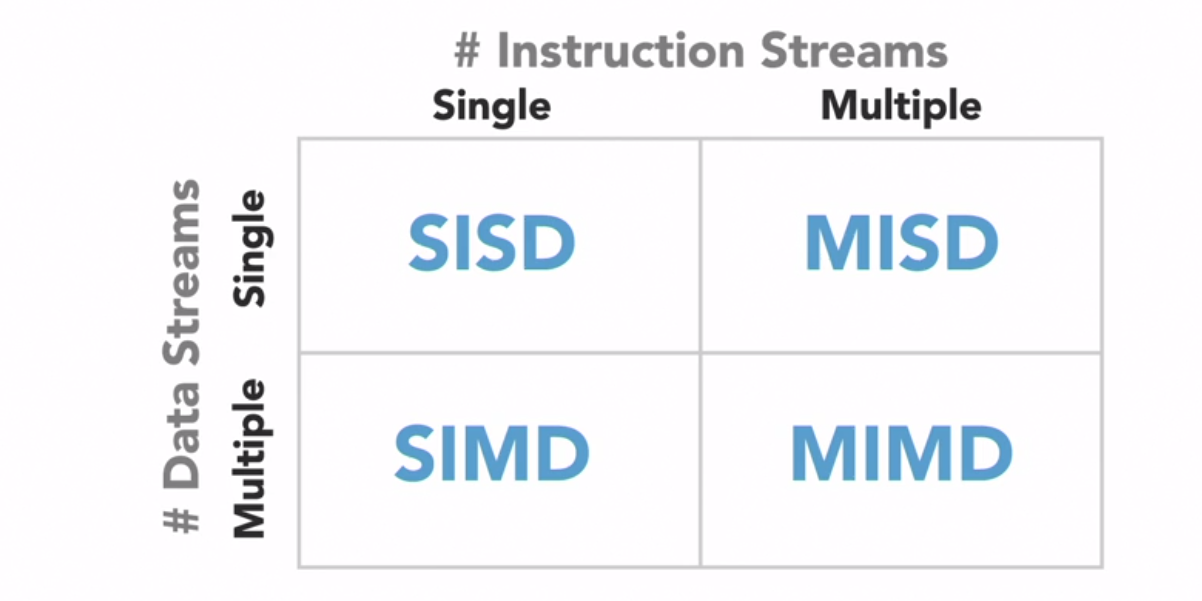 # Instruction Streams
Single Multiple
# Data Streams
Single
SISD MISD
Multiple
SIMD MIMD